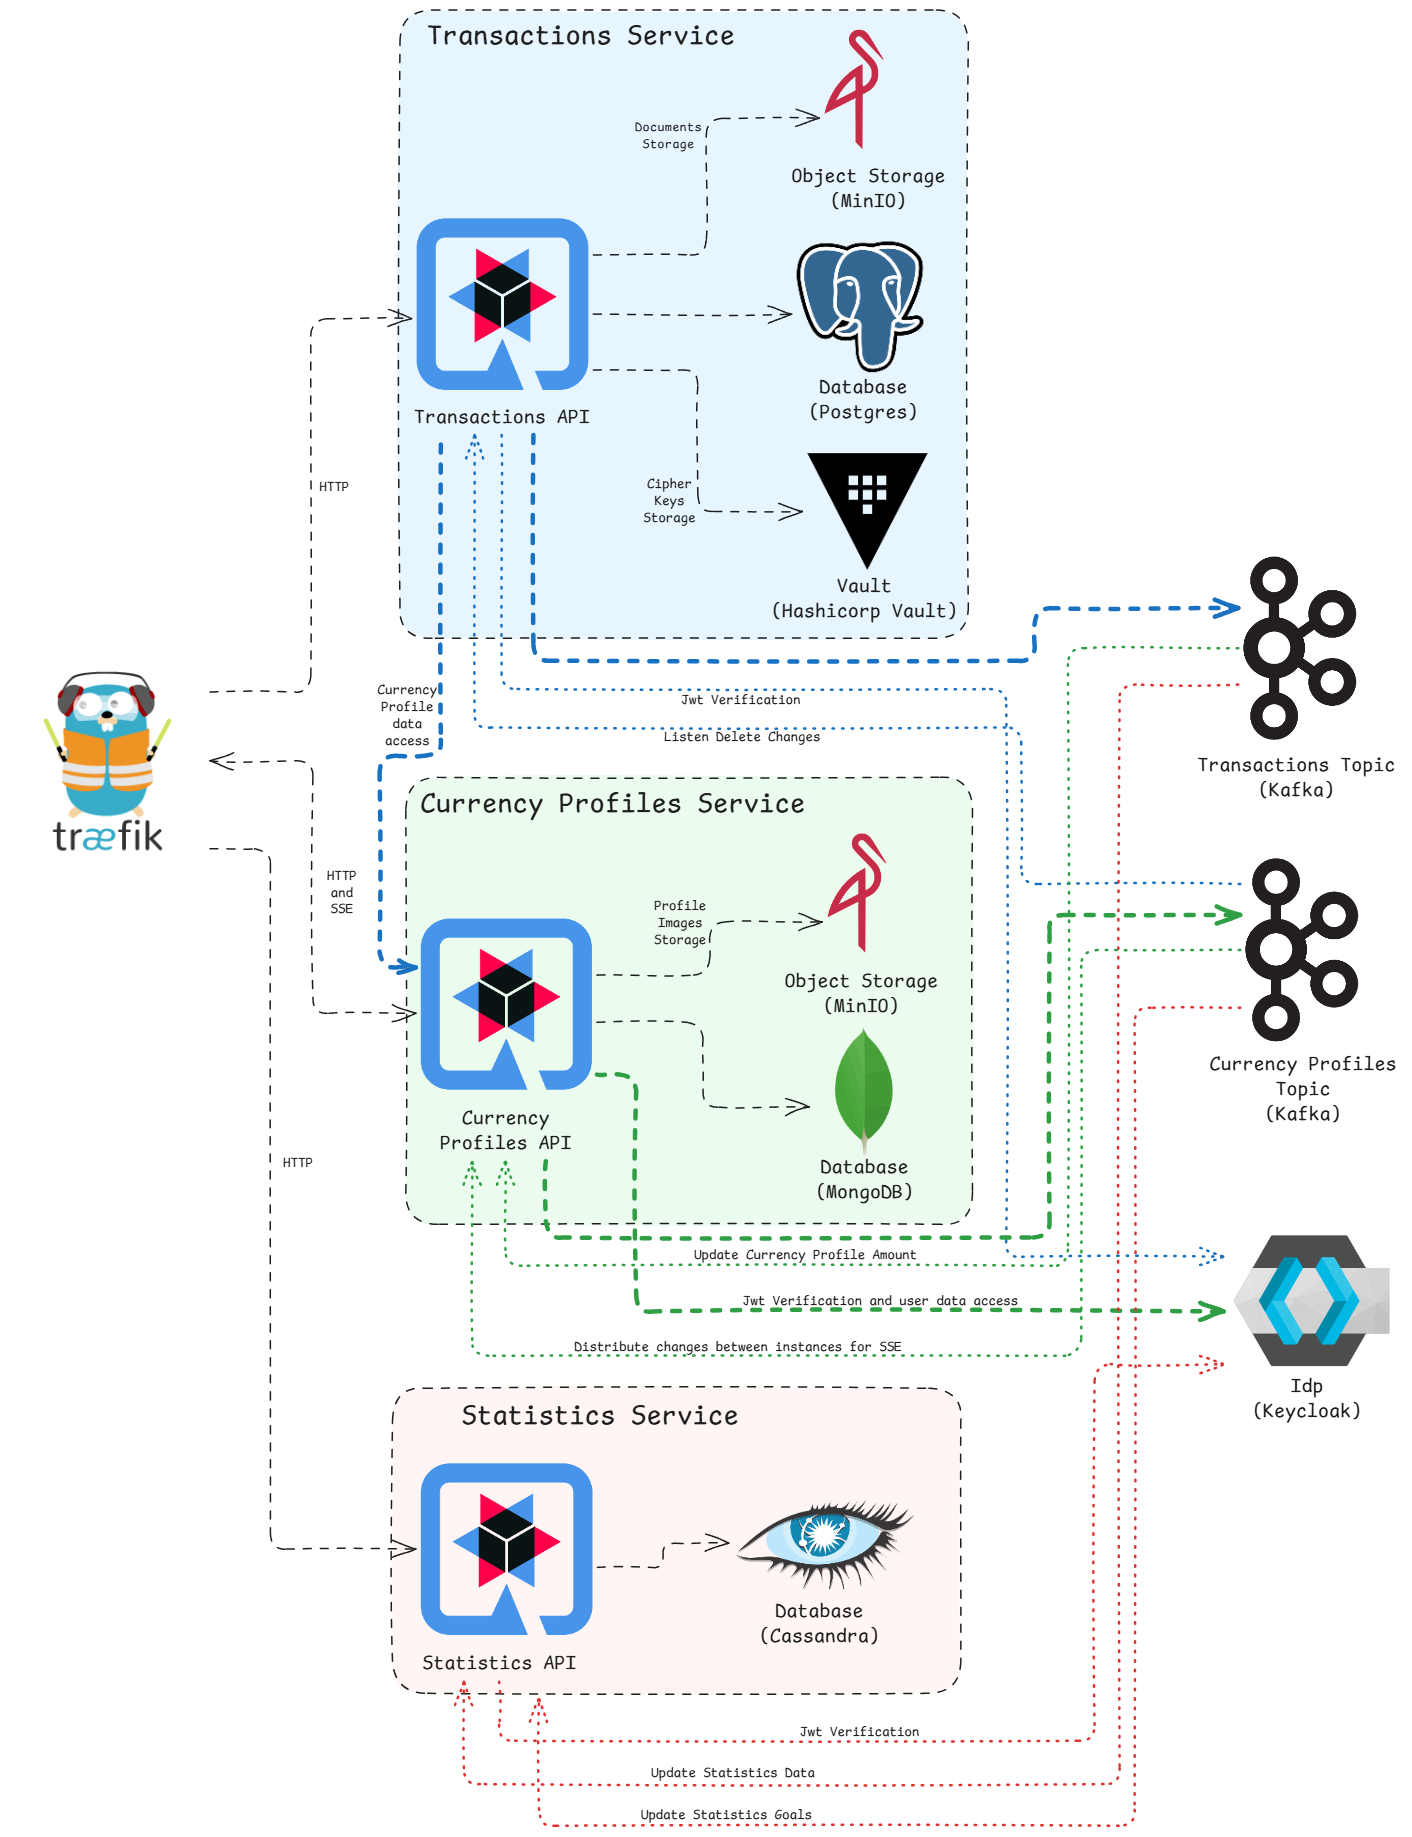 Transactions Service
Documents
Storage
Object Storage
(MinIO)
Database
(Postgres)
Transactions API
Cipher
Keys
Storage
Vault
(Hashicorp Vault)
HTTP
Currency
Profile
data
access
Jwt Verification
Listen Delete Changes
Transactions Topic
(Kafka)
træfik
HTTP
and
SSE
Currency Profiles Service
Profile
Images
Storage
Object Storage
(MinIO)
Currency
Profiles API
Database
(MongoDB)
Currency Profiles
Topic
(Kafka)
HTTP
Update Currency Profile Amount
Jwt Verification and user data access
Distribute changes between instances for SSE
Idp
(Keycloak)
Statistics Service
Database
(Cassandra)
Statistics API
Jwt Verification
Update Statistics Data
Update Statistics Goals